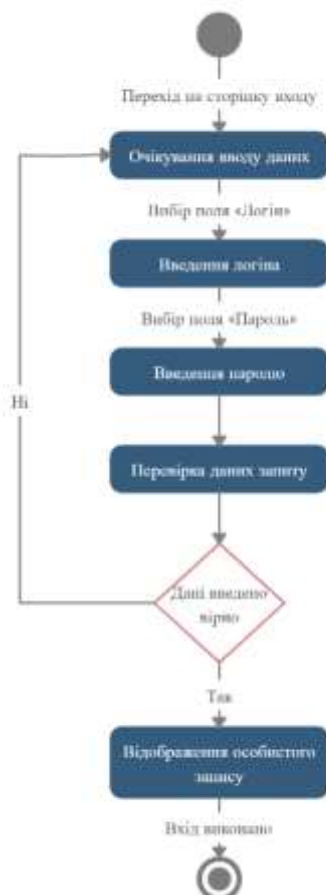 Перехід на сторінку входу
Очікування вводу даних
Вибір поля «Логін»
Введення логіна
Вибір поля «Пароль»
Введення паролю
Ні
Перевірка даних запиту
Дані введено
вірно
Так
Відображення особистого
запису
Вхід виконано